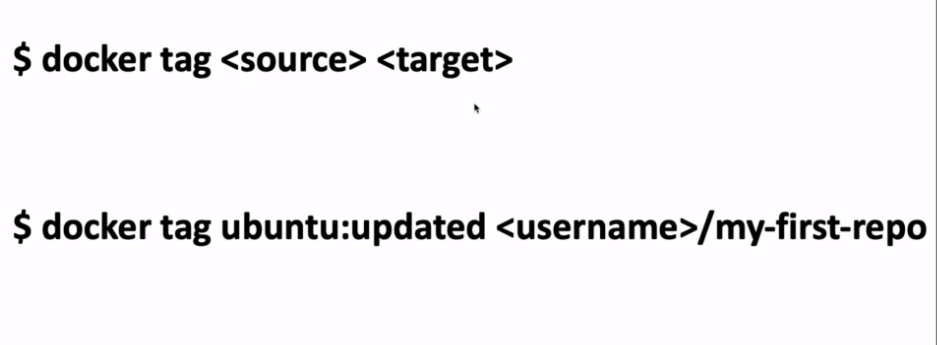 $ docker tag <source> <target>
$ docker tag ubuntu:updated <username>/my-first-repo